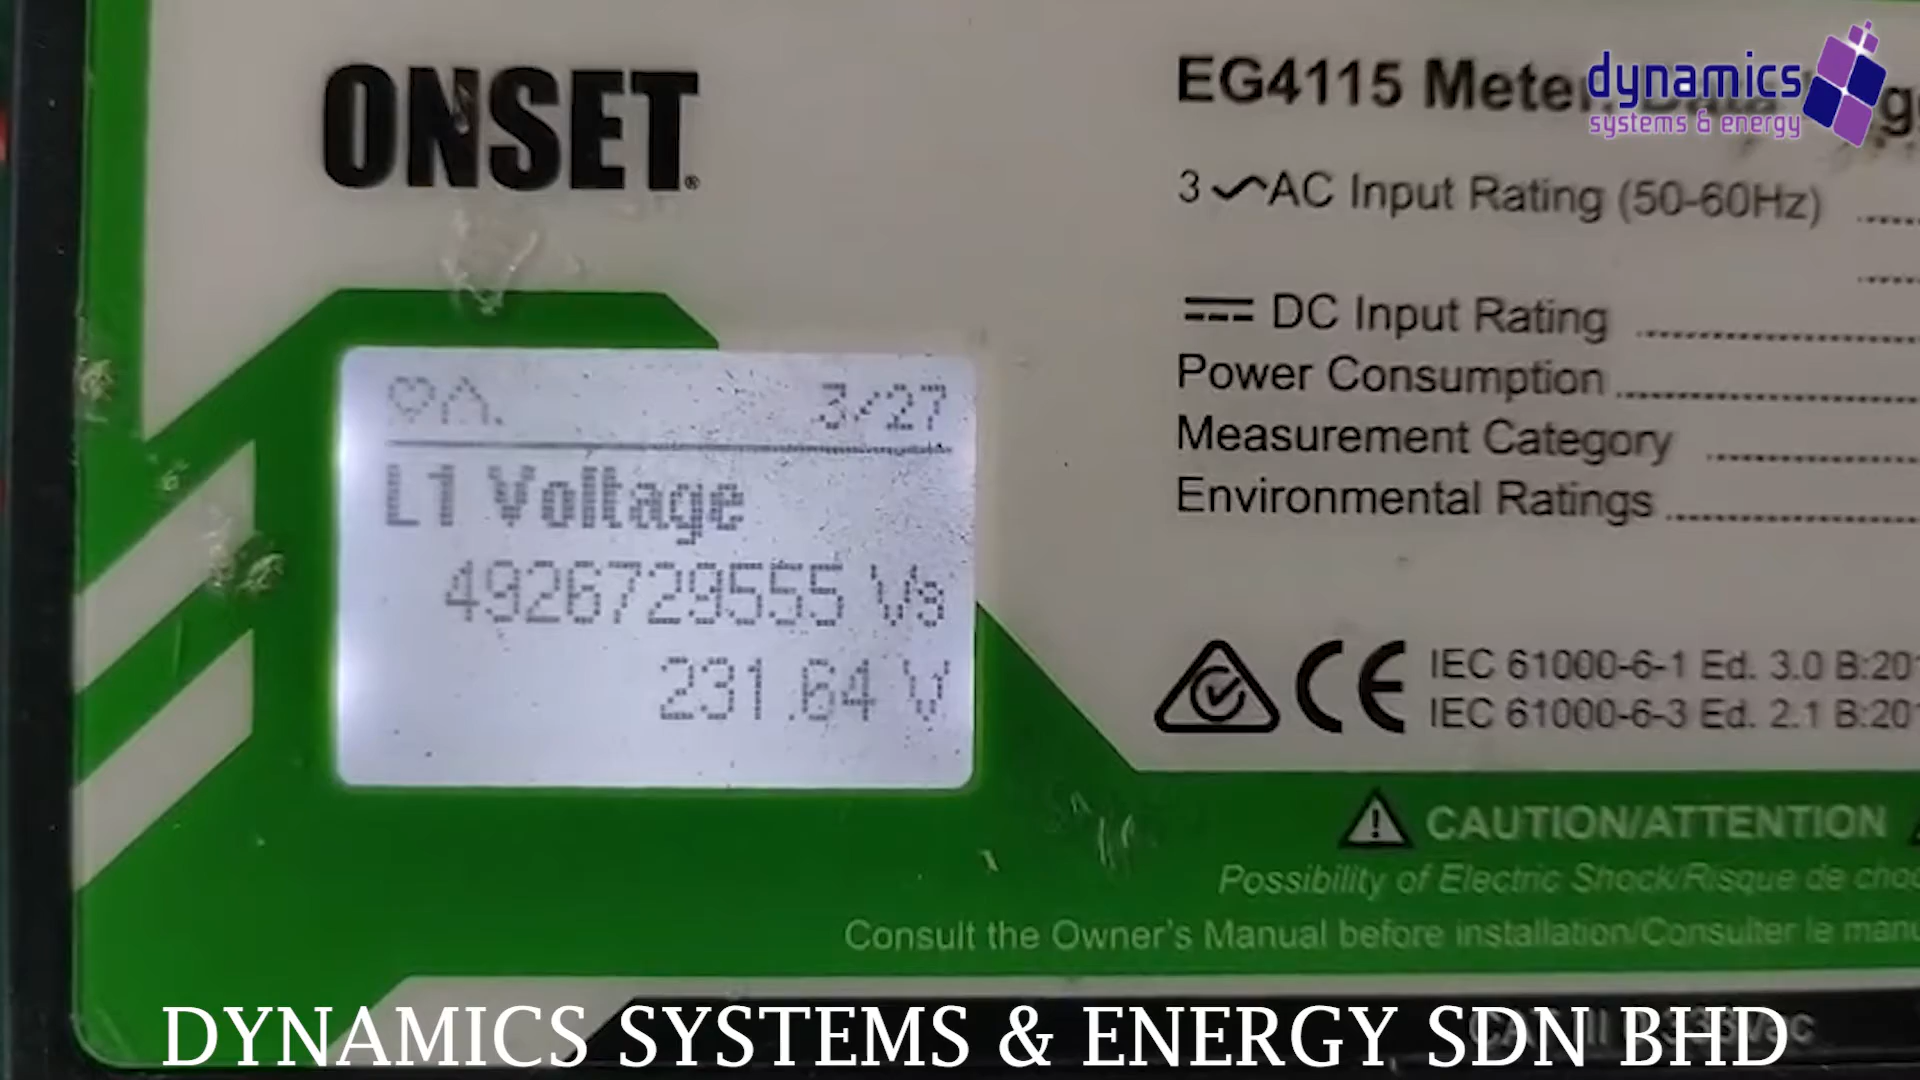 ONSET®
EG4115 Meter
dynamics
systems & energy
3 AC Input Rating (50-60Hz)
DC Input Rating
Power Consumption
Measurement Category
Environmental Ratings
3/27
L1 Voltage
4926729555 Vs
231.64 V
CE
IEC 61000-6-1 Ed. 3.0 B:20
IEC 61000-6-3 Ed. 2.1 B:20
CAUTION/ATTENTION
Possibility of Electric Shock/Risque de choc
Consult the Owner's Manual before installation/Consulter le manu
DYNAMICS SYSTEMS & ENERGY SDN BHD